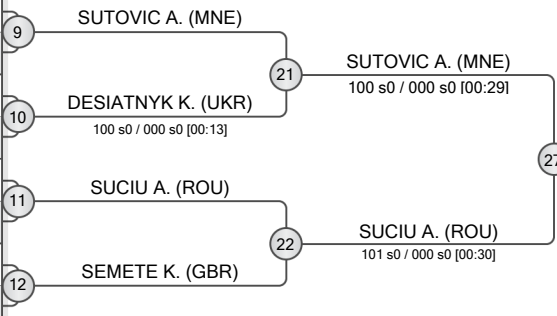 9
SUTOVIC A. (MNE)
21
SUTOVIC A. (MNE)
100 s0 / 000 s0 [00:29]
10
DESIATNYK K. (UKR)
100 s0 / 000 s0 [00:13]
27
11
SUCIU A. (ROU)
22
SUCIU A. (ROU)
101 s0 / 000 s0 [00:30]
12
SEMETE K. (GBR)